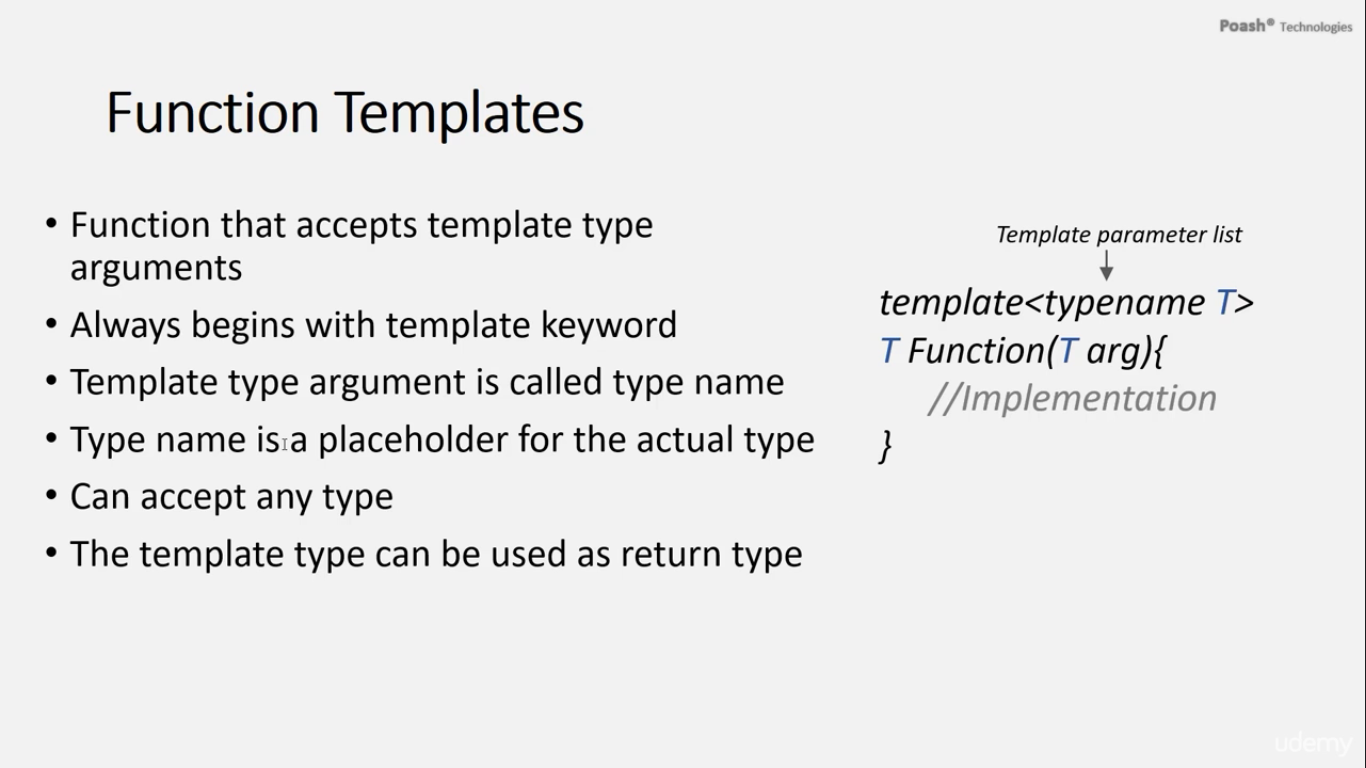 Poash® Technologies
Function Templates
• Function that accepts template type
arguments
• Always begins with template keyword
• Template type argument is called type name
• Type name is a placeholder for the actual type
• Can accept any type
• The template type can be used as return type
Template parameter list
template<typename T>
T Function(T arg){
//Implementation
}
udemy